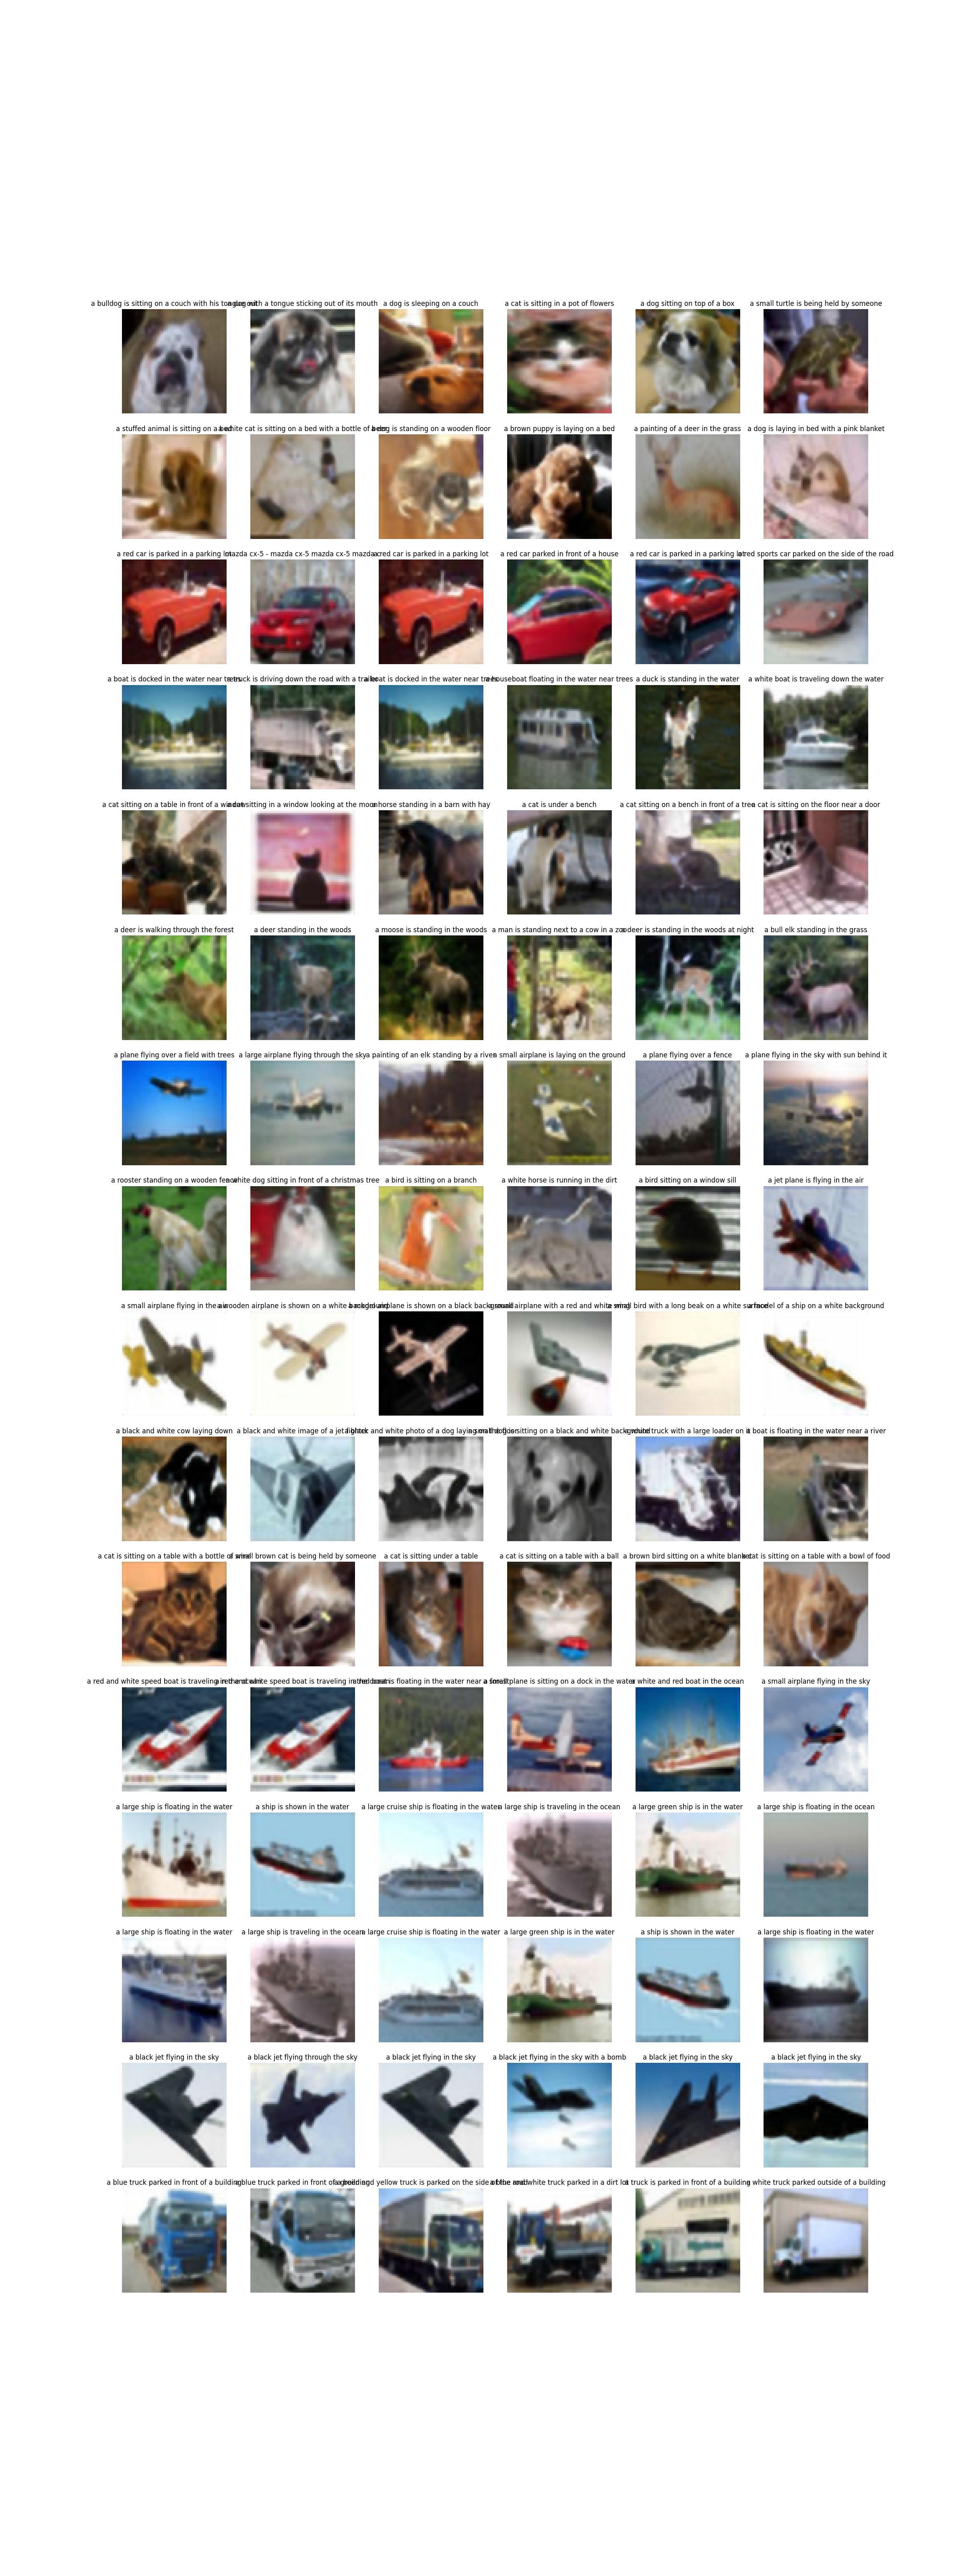 a bulldog is sitting on a couch with his tongue out
a dog with a tongue sticking out of its mouth
a dog is sleeping on a couch
a cat is sitting in a pot of flowers
a dog sitting on top of a box
a small turtle is being held by someone
a stuffed animal is sitting on a bed
a white cat is sitting on a bed with a bottle of beer
a dog is standing on a wooden floor
a brown puppy is laying on a bed
a painting of a deer in the grass
a dog is laying in bed with a pink blanket
a red car is parked in a parking lot
mazda cx-5 - mazda cx-5 mazda cx-5 mazda cx
a red car is parked in a parking lot
a red car parked in front of a house
a red car is parked in a parking lot
a red sports car parked on the side of the road
a boat is docked in the water near trees
a truck is driving down the road with a trailer
a boat is docked in the water near trees
a houseboat floating in the water near trees
a duck is standing in the water
a white boat is traveling down the water
a cat sitting on a table in front of a window
a cat sitting in a window looking at the moon
a horse standing in a barn with hay
a cat is under a bench
a cat sitting on a bench in front of a tree
a cat is sitting on the floor near a door
a deer is walking through the forest
a deer standing in the woods
a moose is standing in the woods
a man is standing next to a cow in a zoo
a deer is standing in the woods at night
a bull elk standing in the grass
a plane flying over a field with trees
a large airplane flying through the sky
a painting of an elk standing by a river
a small airplane is laying on the ground
a plane flying over a fence
a plane flying in the sky with sun behind it
a rooster standing on a wooden fence
a white dog sitting in front of a christmas tree
a bird is sitting on a branch
a white horse is running in the dirt
a bird sitting on a window sill
a jet plane is flying in the air
a small airplane flying in the air
a wooden airplane is shown on a white background
a model airplane is shown on a black background
a small airplane with a red and white wing
a small bird with a long beak on a white surface
a model of a ship on a white background
a black and white cow laying down
a black and white image of a jet fighter
a black and white photo of a dog laying on the floor
a small dog sitting on a black and white background
a white truck with a large loader on it
a boat is floating in the water near a river
a cat is sitting on a table with a bottle of wine
a small brown cat is being held by someone
a cat is sitting under a table
a cat is sitting on a table with a ball
a brown bird sitting on a white blanket
a cat is sitting on a table with a bowl of food
a red and white speed boat is traveling in the ocean
a red and white speed boat is traveling in the ocean
a red boat is floating in the water near a forest
a small plane is sitting on a dock in the water
a white and red boat in the ocean
a small airplane flying in the sky
a large ship is floating in the water
a ship is shown in the water
a large cruise ship is floating in the water
a large ship is traveling in the ocean
a large green ship is in the water
a large ship is floating in the ocean
a large ship is floating in the water
a large ship is traveling in the ocean
a large cruise ship is floating in the water
a large green ship is in the water
a ship is shown in the water
a large ship is floating in the water
a black jet flying in the sky
a black jet flying through the sky
a black jet flying in the sky
a black jet flying in the sky with a bomb
a black jet flying in the sky
a black jet flying in the sky
a blue truck parked in front of a building
a blue truck parked in front of a building
a green and yellow truck is parked on the side of the road
a blue and white truck parked in a dirt lot
a truck is parked in front of a building
a white truck parked outside of a building